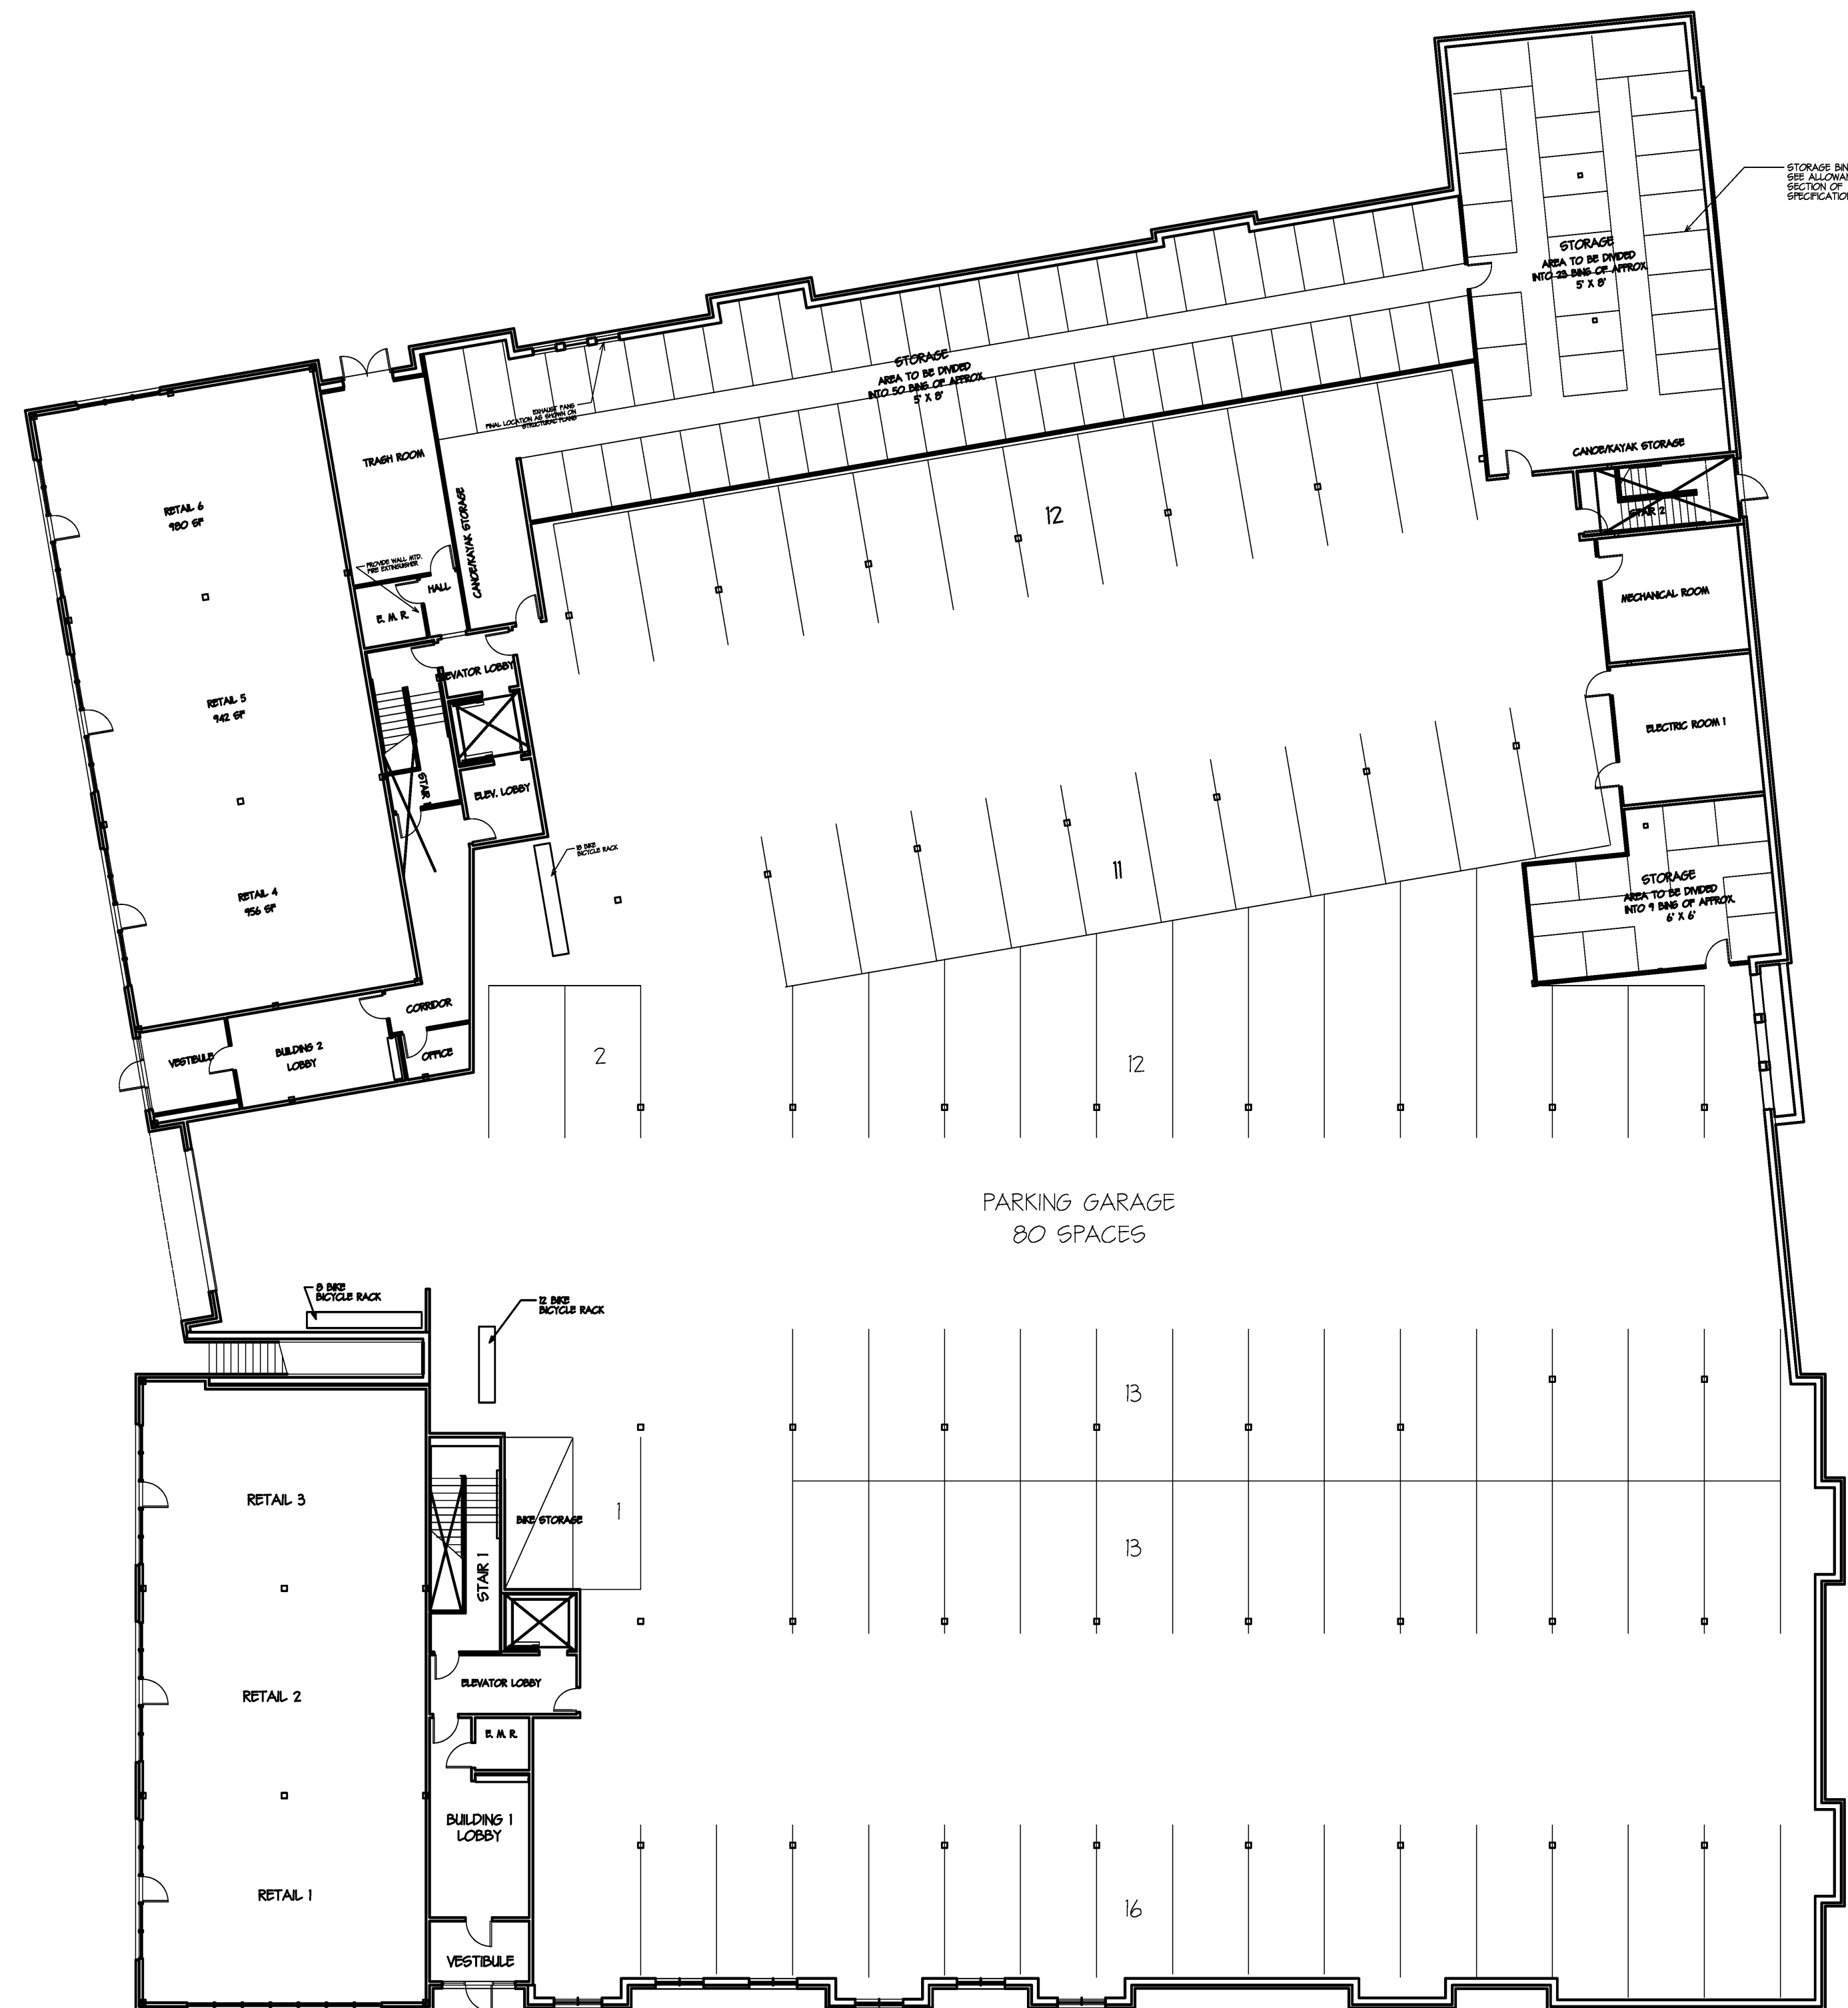 STORAGE
AREA TO BE DIVIDED
INTO 23 BINS OF APPROX.
5' X 8'
SECTION OF
STORAGE
AREA TO BE DIVIDED
INTO 50 BINS OF APPROX.
5' X 8'
EXHAUST FANS
FINAL LOCATION AS SHOWN ON
STRUCTURAL PLANS
CANOE/KAYAK STORAGE
TRASH ROOM
RETAIL 6
980 SF
CANOE/KAYAK STORAGE
12
STAIR 2
PROVIDE WALL MTD.
FIRE EXTINGUISHER
HALL
E. M. R.
MECHANICAL ROOM
ELEVATOR LOBBY
RETAIL 5
942 SF
ELECTRIC ROOM 1
STAIR 1
ELEV. LOBBY
18 BIKE
BICYCLE RACK
11
RETAIL 4
956 SF
STORAGE
AREA TO BE DIVIDED
INTO 9 BINS OF APPROX.
6' X 6'
CORRIDOR
VESTIBULE
BUILDING 2
LOBBY
OFFICE
2
12
PARKING GARAGE
80 SPACES
8 BIKE
BICYCLE RACK
12 BIKE
BICYCLE RACK
13
RETAIL 3
BIKE STORAGE
1
STAIR 1
13
ELEVATOR LOBBY
RETAIL 2
E. M. R.
BUILDING 1
LOBBY
RETAIL 1
16
VESTIBULE